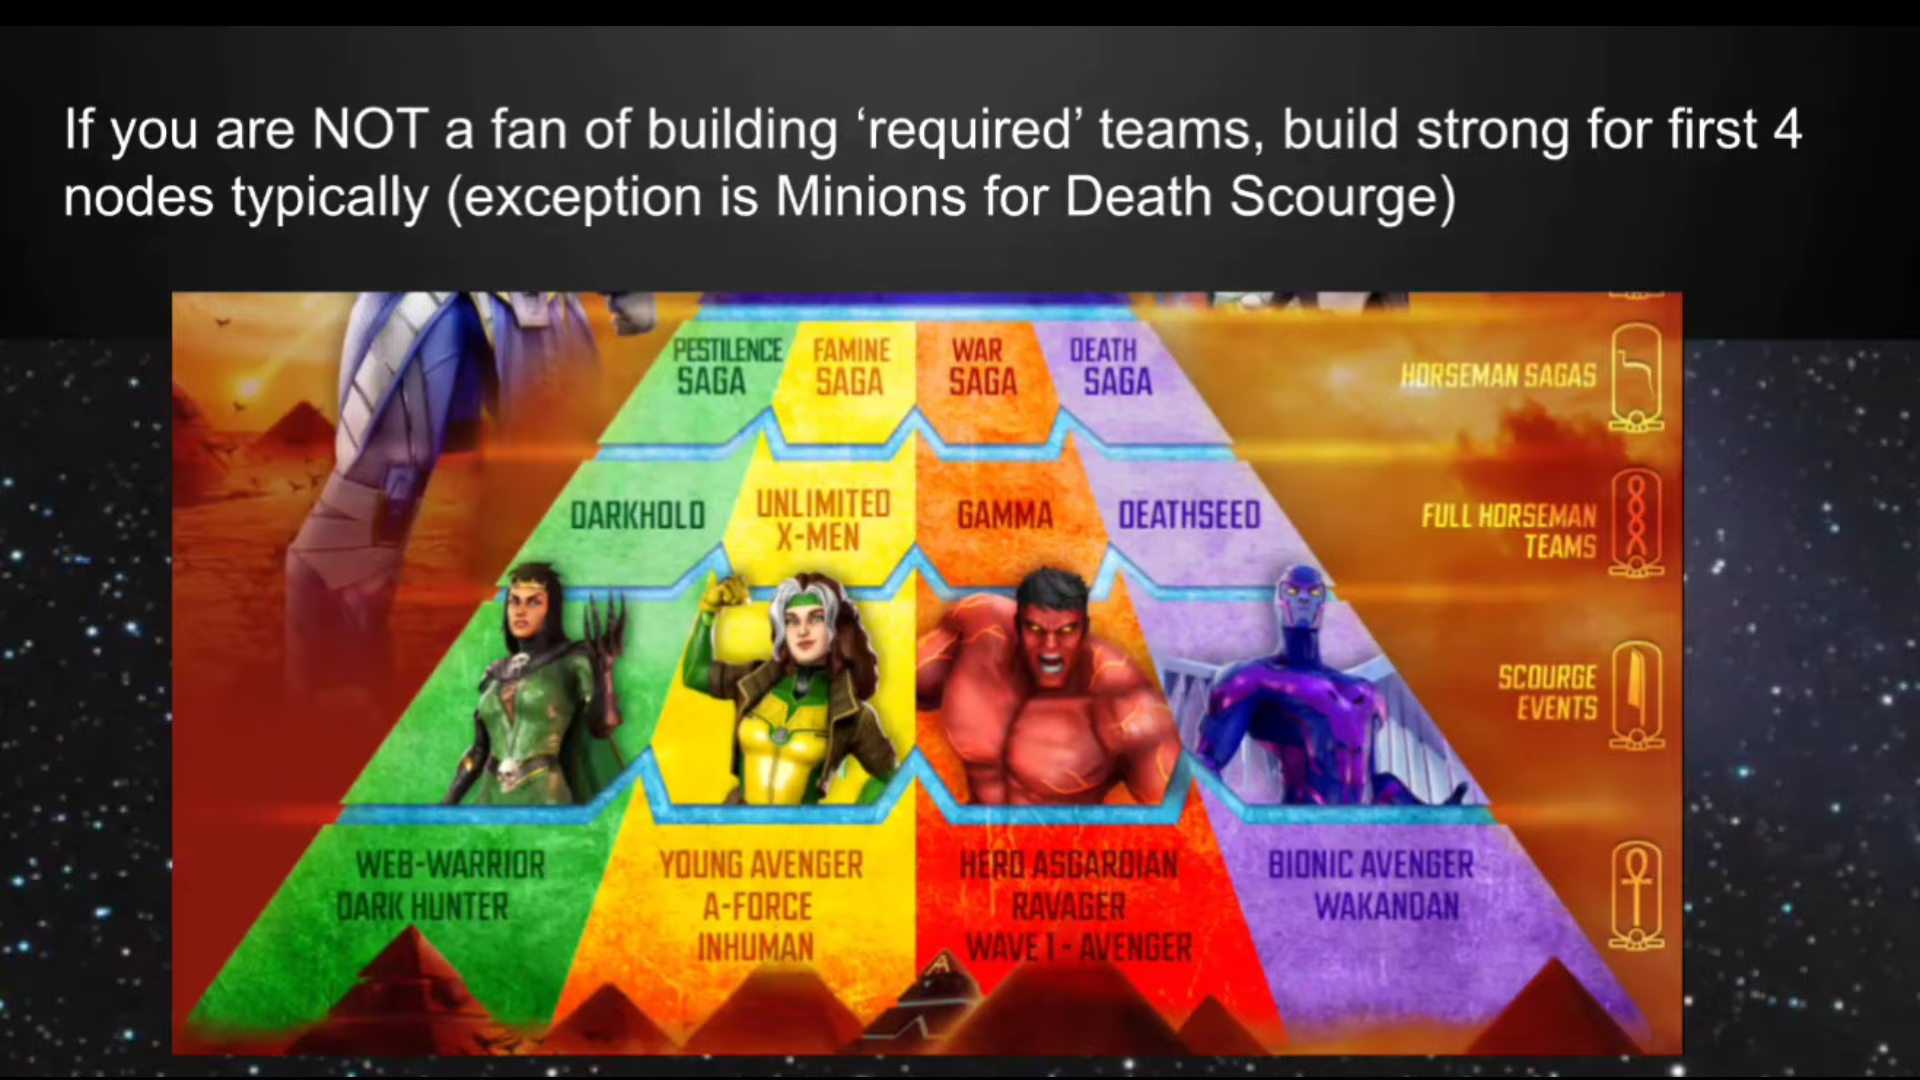 If you are NOT a fan of building ‘required’ teams, build strong for first 4
nodes typically (exception is Minions for Death Scourge)
PESTILENCE
SAGA
FAMINE
SAGA
WAR
SAGA
DEATH
SAGA
HORSEMAN SAGAS
DARKHOLD
UNLIMITED
X-MEN
GAMMA
DEATHSEED
FULL HORSEMAN
TEAMS
SCOURGE
EVENTS
WEB-WARRIOR
DARK HUNTER
YOUNG AVENGER
A-FORCE
INHUMAN
HERO ASGARDIAN
RAVAGER
WAVE 1 - AVENGER
BIONIC AVENGER
WAKANDAN